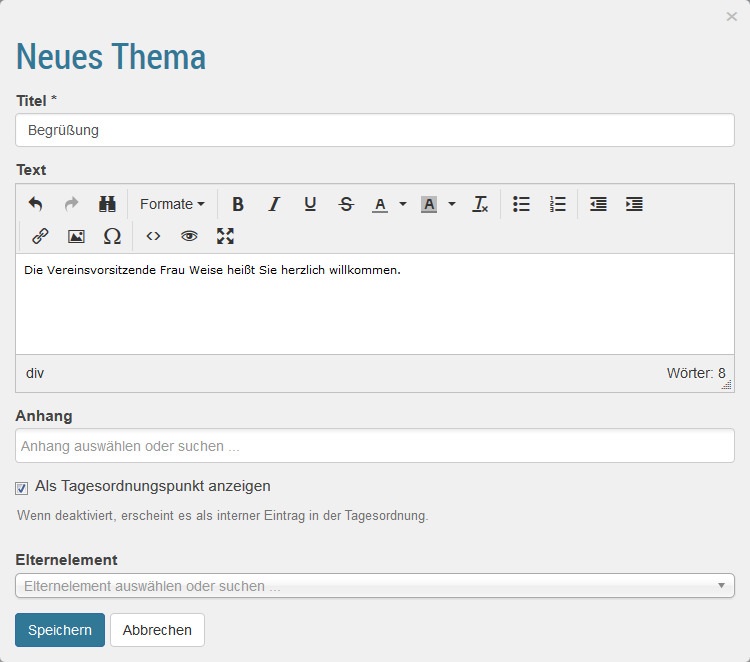 ×
Neues Thema
Titel *
Begrüßung
Text
Formate B I U S A A Tx
Ω <>
Die Vereinsvorsitzende Frau Weise heißt Sie herzlich willkommen.
div Wörter: 8
Anhang
Anhang auswählen oder suchen ...
Als Tagesordnungspunkt anzeigen
Wenn deaktiviert, erscheint es als interner Eintrag in der Tagesordnung.
Elternelement
Elternelement auswählen oder suchen ...
Speichern Abbrechen